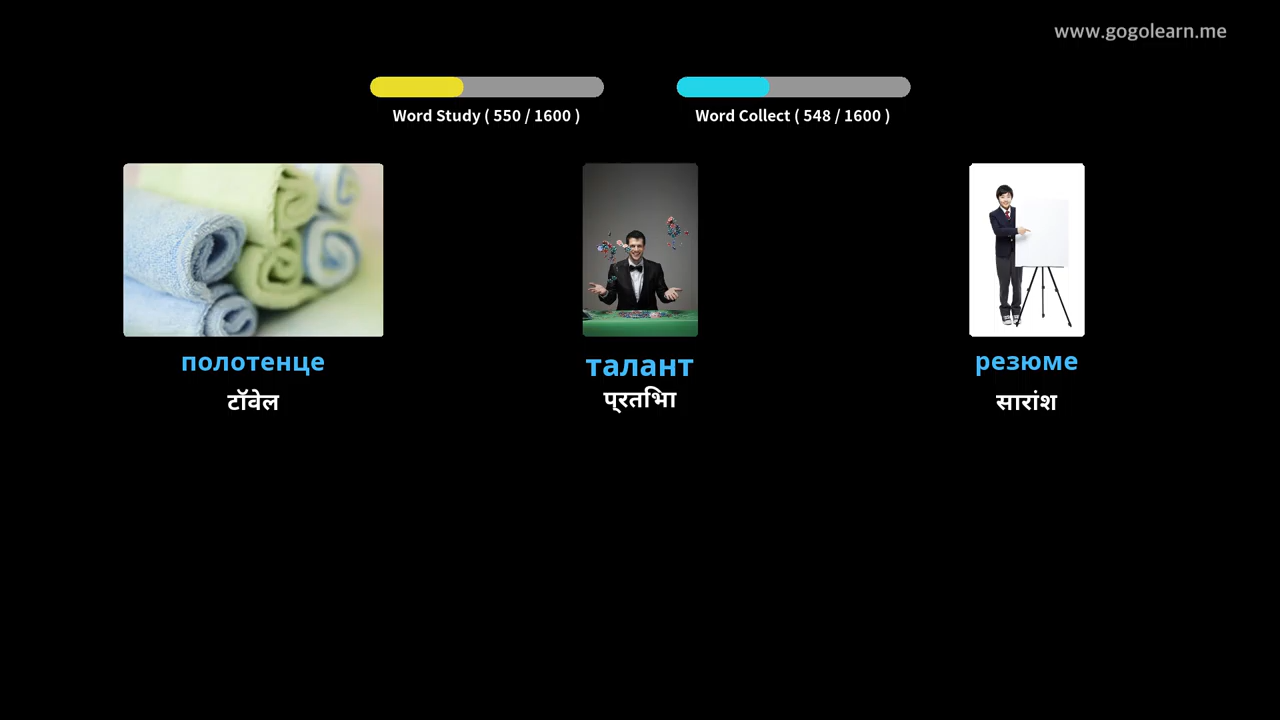 www.gogolearn.me
Word Study ( 550 / 1600 )
Word Collect ( 548 / 1600 )
полотенце
талант
резюме
टॉवेल
प्रतिभा
सारांश